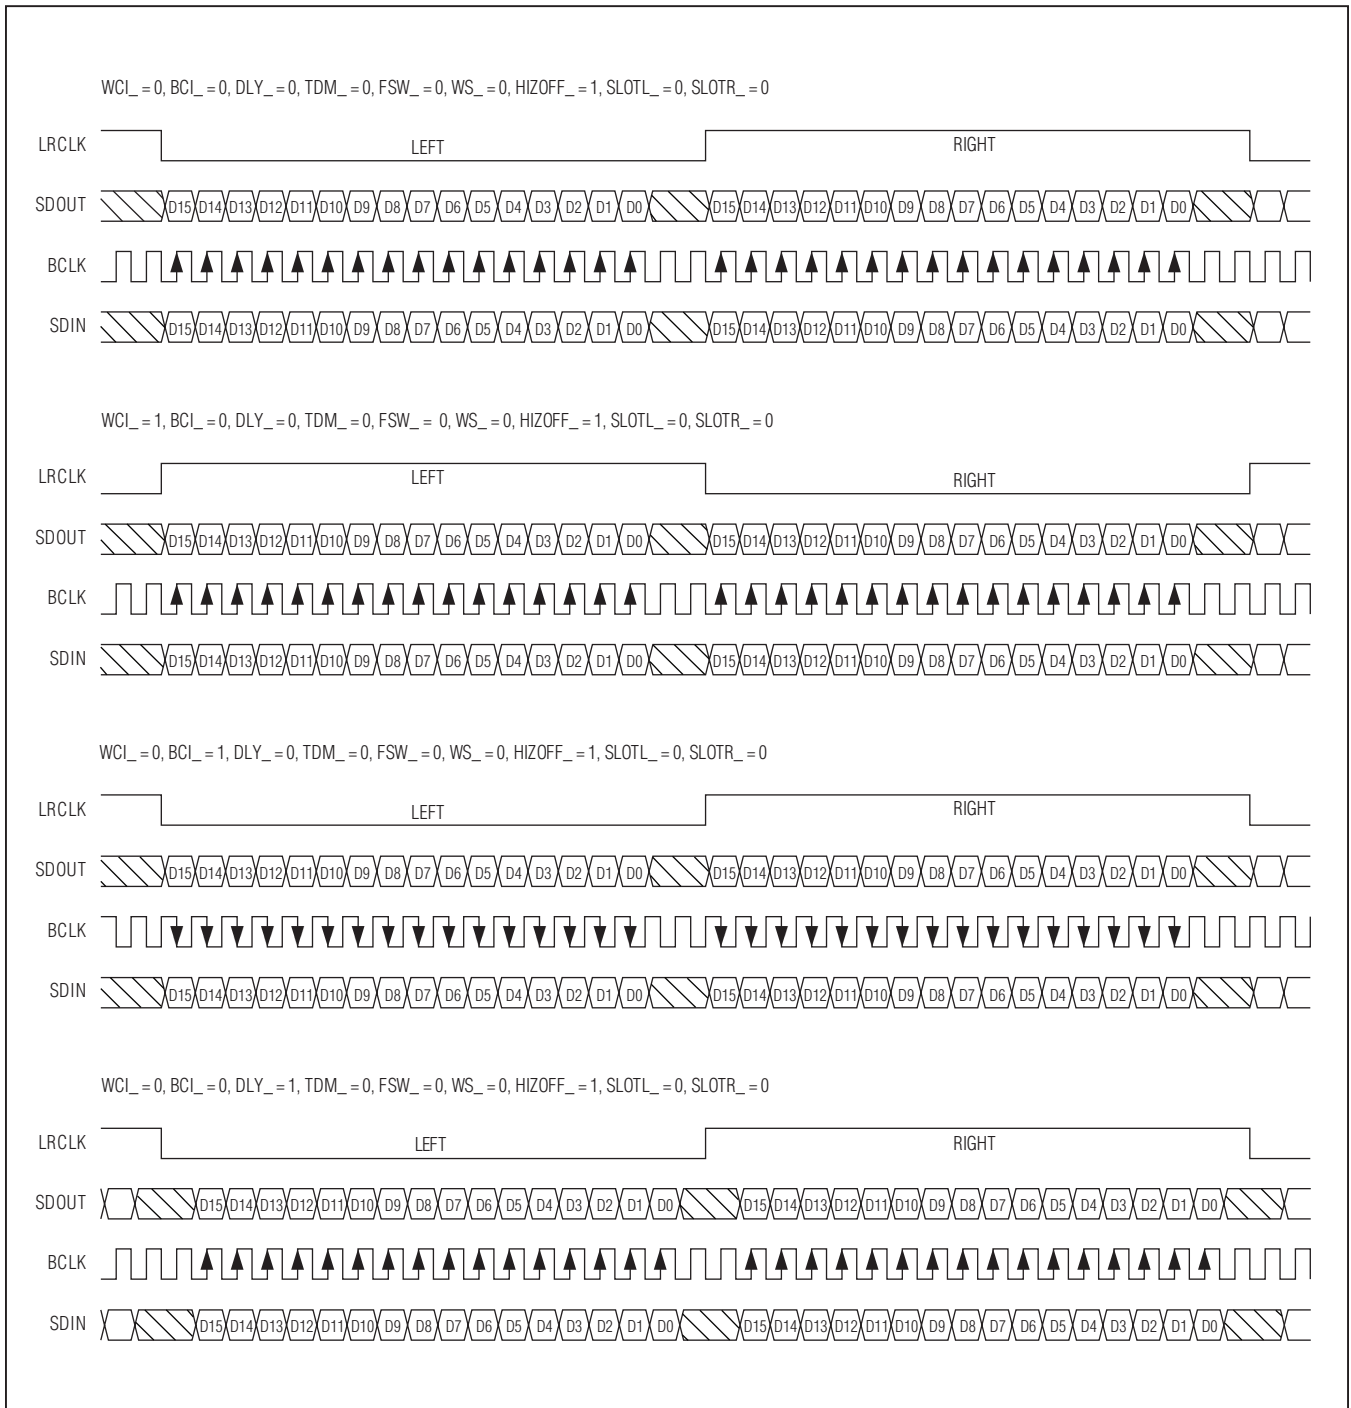 WCI_ = 0, BCI_ = 0, DLY_ = 0, TDM_ = 0, FSW_ = 0, WS_ = 0, HIZOFF_ = 1, SLOTL_ = 0, SLOTR_ = 0
LRCLK LEFT RIGHT
SDOUT D15 D14 D13 D12 D11 D10 D9 D8 D7 D6 D5 D4 D3 D2 D1 D0 D15 D14 D13 D12 D11 D10 D9 D8 D7 D6 D5 D4 D3 D2 D1 D0
BCLK
SDIN D15 D14 D13 D12 D11 D10 D9 D8 D7 D6 D5 D4 D3 D2 D1 D0 D15 D14 D13 D12 D11 D10 D9 D8 D7 D6 D5 D4 D3 D2 D1 D0
WCI_ = 1, BCI_ = 0, DLY_ = 0, TDM_ = 0, FSW_ = 0, WS_ = 0, HIZOFF_ = 1, SLOTL_ = 0, SLOTR_ = 0
LRCLK LEFT RIGHT
SDOUT D15 D14 D13 D12 D11 D10 D9 D8 D7 D6 D5 D4 D3 D2 D1 D0 D15 D14 D13 D12 D11 D10 D9 D8 D7 D6 D5 D4 D3 D2 D1 D0
BCLK
SDIN D15 D14 D13 D12 D11 D10 D9 D8 D7 D6 D5 D4 D3 D2 D1 D0 D15 D14 D13 D12 D11 D10 D9 D8 D7 D6 D5 D4 D3 D2 D1 D0
WCI_ = 0, BCI_ = 1, DLY_ = 0, TDM_ = 0, FSW_ = 0, WS_ = 0, HIZOFF_ = 1, SLOTL_ = 0, SLOTR_ = 0
LRCLK LEFT RIGHT
SDOUT D15 D14 D13 D12 D11 D10 D9 D8 D7 D6 D5 D4 D3 D2 D1 D0 D15 D14 D13 D12 D11 D10 D9 D8 D7 D6 D5 D4 D3 D2 D1 D0
BCLK
SDIN D15 D14 D13 D12 D11 D10 D9 D8 D7 D6 D5 D4 D3 D2 D1 D0 D15 D14 D13 D12 D11 D10 D9 D8 D7 D6 D5 D4 D3 D2 D1 D0
WCI_ = 0, BCI_ = 0, DLY_ = 1, TDM_ = 0, FSW_ = 0, WS_ = 0, HIZOFF_ = 1, SLOTL_ = 0, SLOTR_ = 0
LRCLK LEFT RIGHT
SDOUT D15 D14 D13 D12 D11 D10 D9 D8 D7 D6 D5 D4 D3 D2 D1 D0 D15 D14 D13 D12 D11 D10 D9 D8 D7 D6 D5 D4 D3 D2 D1 D0
BCLK
SDIN D15 D14 D13 D12 D11 D10 D9 D8 D7 D6 D5 D4 D3 D2 D1 D0 D15 D14 D13 D12 D11 D10 D9 D8 D7 D6 D5 D4 D3 D2 D1 D0